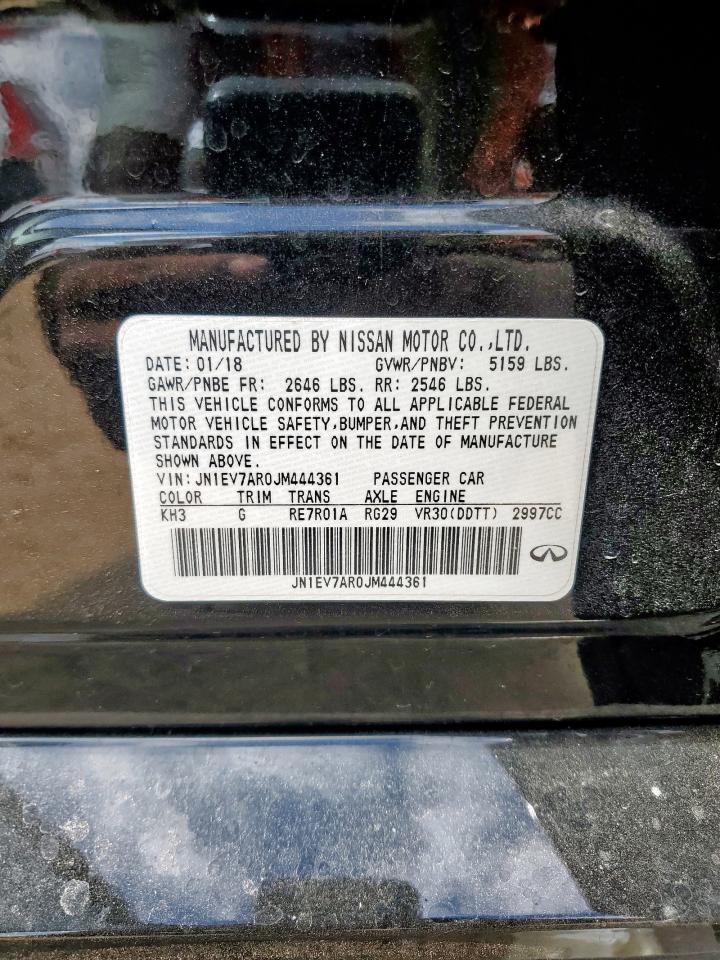 MANUFACTURED BY NISSAN MOTOR CO.,LTD.
DATE: 01/18 GVWR/PNBV: 5159 LBS.
GAWR/PNBE FR: 2646 LBS. RR: 2546 LBS.
THIS VEHICLE CONFORMS TO ALL APPLICABLE FEDERAL
MOTOR VEHICLE SAFETY,BUMPER,AND THEFT PREVENTION
STANDARDS IN EFFECT ON THE DATE OF MANUFACTURE
SHOWN ABOVE.
VIN:JN1EV7AR0JM444361 PASSENGER CAR
COLOR TRIM TRANS AXLE ENGINE
KH3 G RE7R01A RG29 VR30(DDTT) 2997CC
JN1EV7AR0JM444361